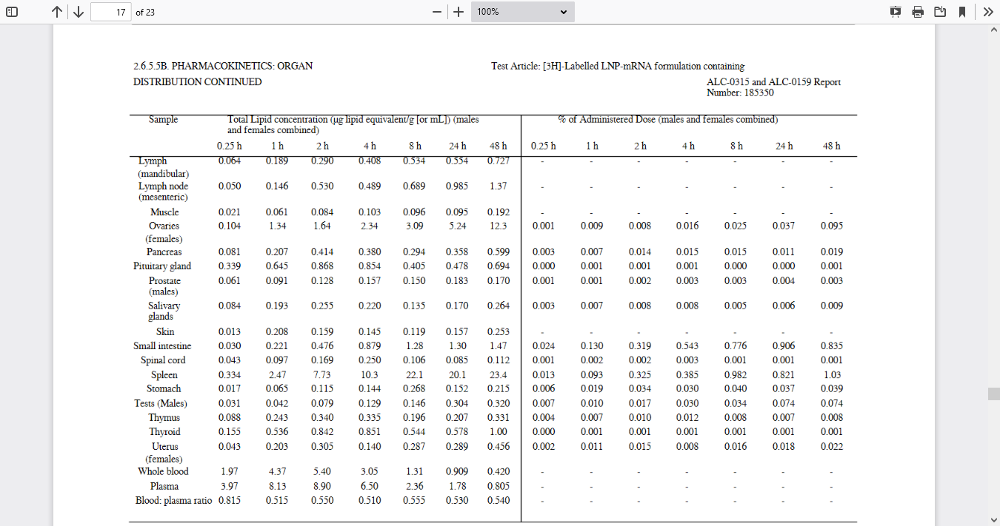 17 of 23
100%
2.6.5.5B. PHARMACOKINETICS: ORGAN
DISTRIBUTION CONTINUED
Test Article: [3H]-Labelled LNP-mRNA formulation containing
ALC-0315 and ALC-0159 Report
Number: 185350
Sample Total Lipid concentration (µg lipid equivalent/g [or mL]) (males % of Administered Dose (males and females combined)
and females combined)
0.25 h 1 h 2 h 4 h 8 h 24 h 48 h 0.25 h 1 h 2 h 4 h 8 h 24 h 48 h
Lymph 0.064 0.189 0.290 0.408 0.534 0.554 0.727 - - - - - - -
(mandibular)
Lymph node 0.050 0.146 0.530 0.489 0.689 0.985 1.37 - - - - - - -
(mesenteric)
Muscle 0.021 0.061 0.084 0.103 0.096 0.095 0.192 - - - - - - -
Ovaries 0.104 1.34 1.64 2.34 3.09 5.24 12.3 0.001 0.009 0.008 0.016 0.025 0.037 0.095
(females)
Pancreas 0.081 0.207 0.414 0.380 0.294 0.358 0.599 0.003 0.007 0.014 0.015 0.015 0.011 0.019
Pituitary gland 0.339 0.645 0.868 0.854 0.405 0.478 0.694 0.000 0.001 0.001 0.001 0.000 0.000 0.001
Prostate 0.061 0.091 0.128 0.157 0.150 0.183 0.170 0.001 0.001 0.002 0.003 0.003 0.004 0.003
(males)
Salivary 0.084 0.193 0.255 0.220 0.135 0.170 0.264 0.003 0.007 0.008 0.008 0.005 0.006 0.009
glands
Skin 0.013 0.208 0.159 0.145 0.119 0.157 0.253 - - - - - - -
Small intestine 0.030 0.221 0.476 0.879 1.28 1.30 1.47 0.024 0.130 0.319 0.543 0.776 0.906 0.835
Spinal cord 0.043 0.097 0.169 0.250 0.106 0.085 0.112 0.001 0.002 0.002 0.003 0.001 0.001 0.001
Spleen 0.334 2.47 7.73 10.3 22.1 20.1 23.4 0.013 0.093 0.325 0.385 0.982 0.821 1.03
Stomach 0.017 0.065 0.115 0.144 0.268 0.152 0.215 0.006 0.019 0.034 0.030 0.040 0.037 0.039
Tests (Males) 0.031 0.042 0.079 0.129 0.146 0.304 0.320 0.007 0.010 0.017 0.030 0.034 0.074 0.074
Thymus 0.088 0.243 0.340 0.335 0.196 0.207 0.331 0.004 0.007 0.010 0.012 0.008 0.007 0.008
Thyroid 0.155 0.536 0.842 0.851 0.544 0.578 1.00 0.000 0.001 0.001 0.001 0.001 0.001 0.001
Uterus 0.043 0.203 0.305 0.140 0.287 0.289 0.456 0.002 0.011 0.015 0.008 0.016 0.018 0.022
(females)
Whole blood 1.97 4.37 5.40 3.05 1.31 0.909 0.420 - - - - - - -
Plasma 3.97 8.13 8.90 6.50 2.36 1.78 0.805 - - - - - - -
Blood: plasma ratio 0.815 0.515 0.550 0.510 0.555 0.530 0.540 - - - - - - -